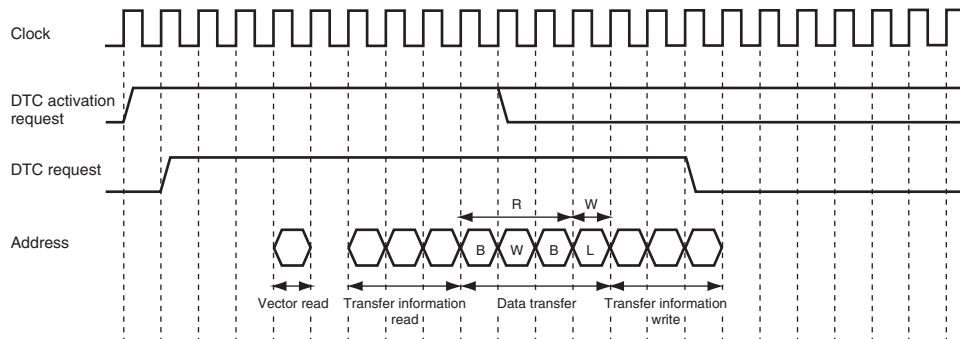 Clock
DTC activation
request
DTC request
R W
Address
B W B L
Vector read Transfer information Data transfer Transfer information
read write